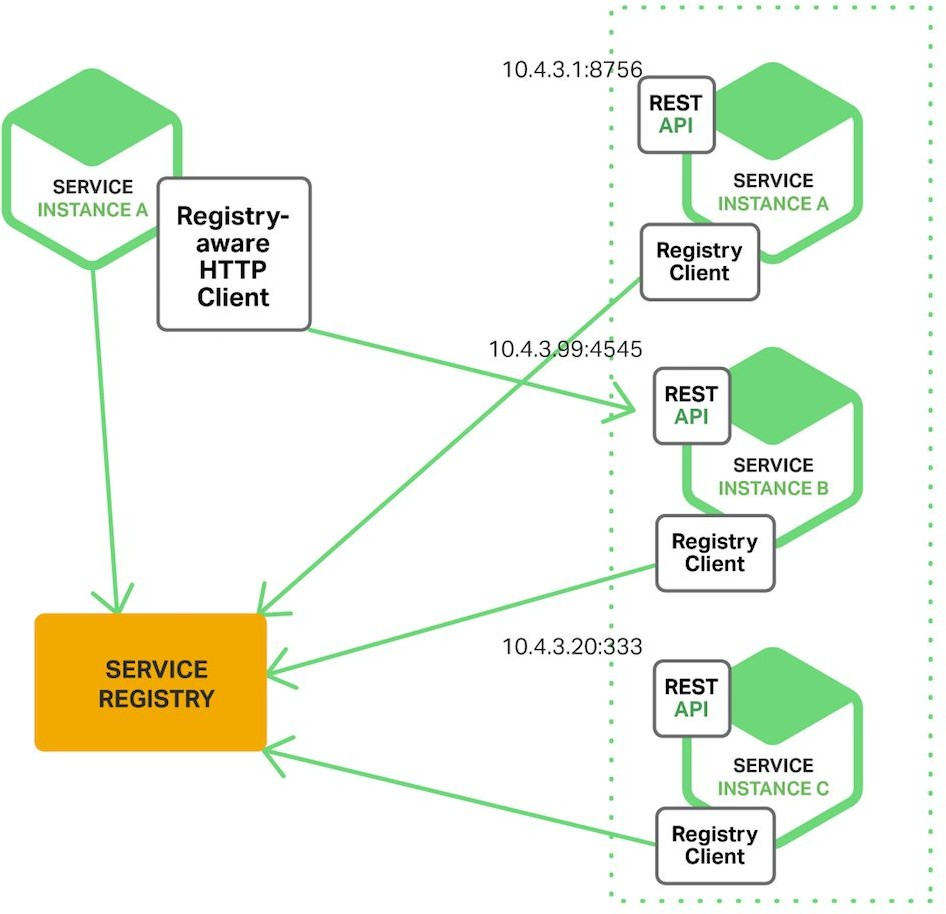 SERVICE
INSTANCE A
Registry-
aware
HTTP
Client
SERVICE
REGISTRY
10.4.3.1:8756
REST
API
SERVICE
INSTANCE A
Registry
Client
10.4.3.99:4545
REST
API
SERVICE
INSTANCE B
Registry
Client
10.4.3.20:333
REST
API
SERVICE
INSTANCE C
Registry
Client